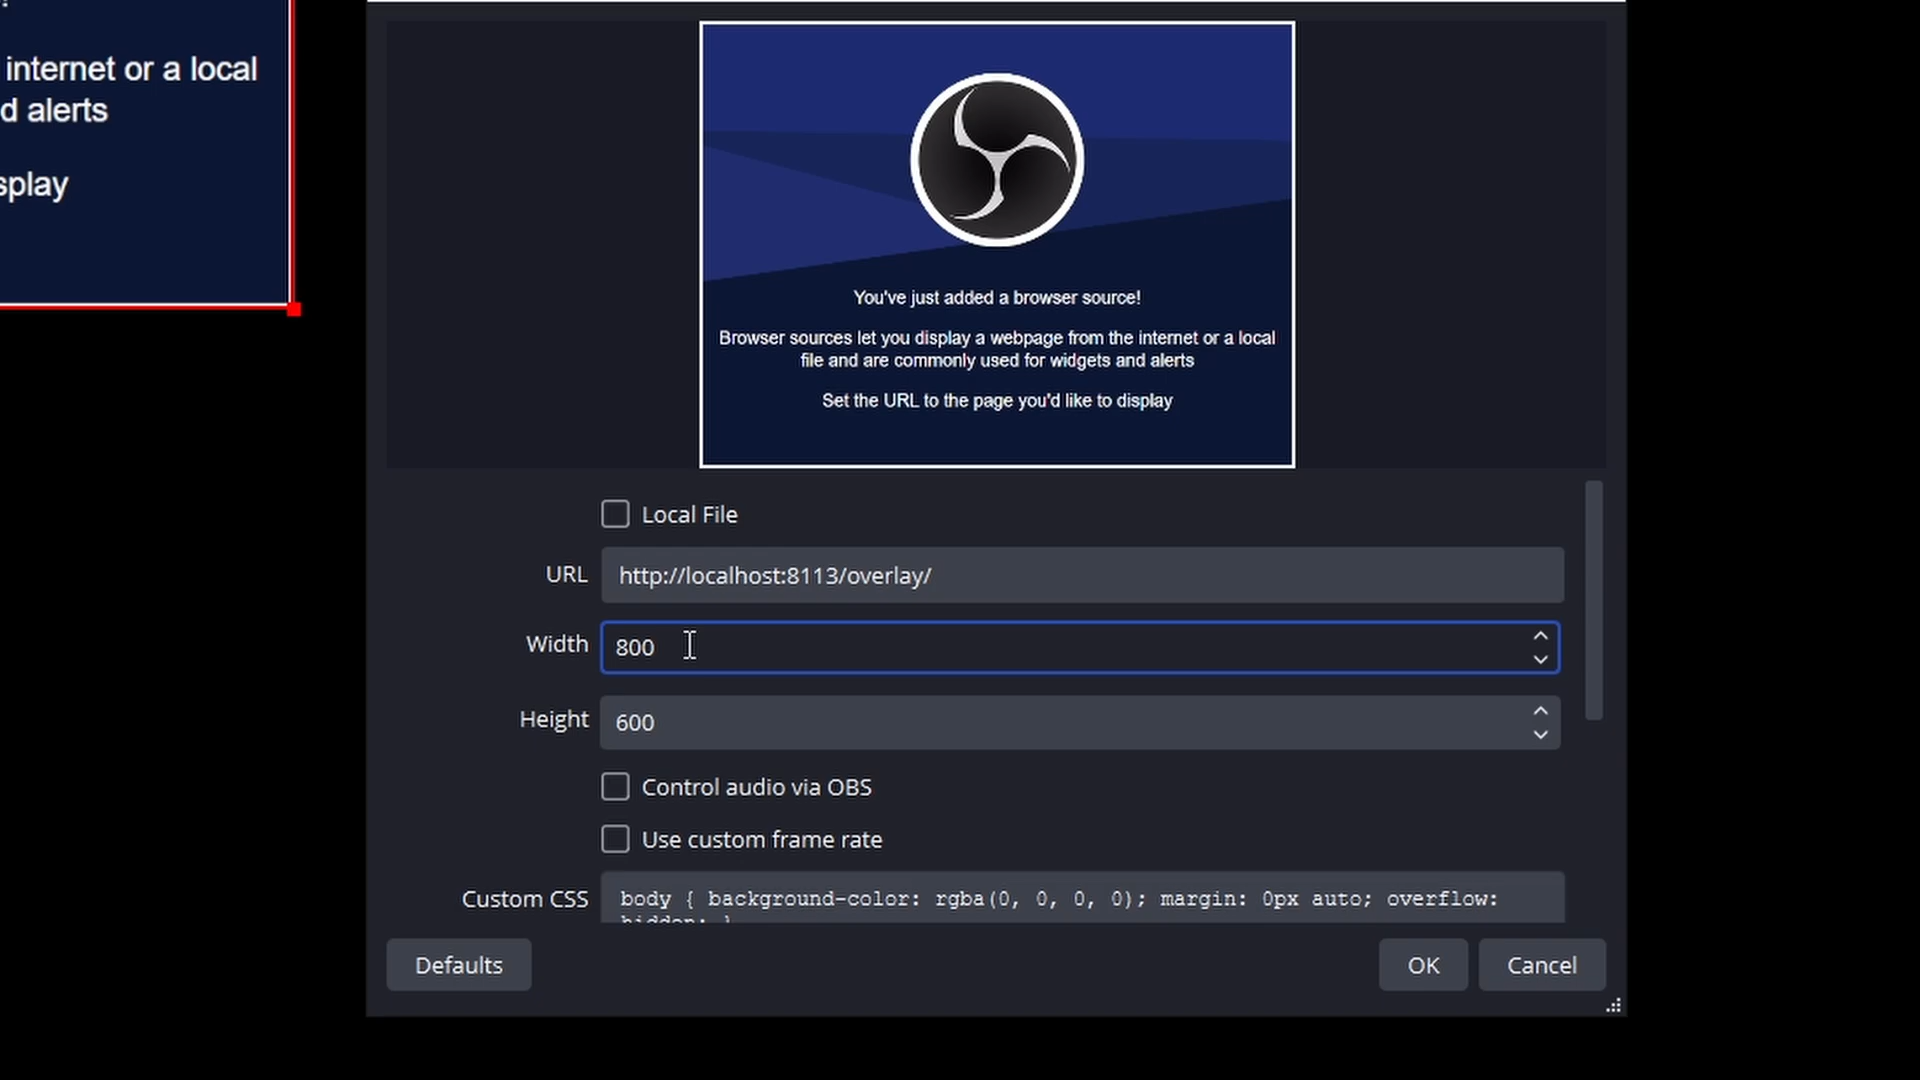 internet or a local
d alerts
splay
You've just added a browser source!
Browser sources let you display a webpage from the internet or a local
file and are commonly used for widgets and alerts
Set the URL to the page you'd like to display
Local File
URL http://localhost:8113/overlay/
Width 800
Height 600
Control audio via OBS
Use custom frame rate
Custom CSS body { background-color: rgba(0, 0, 0, 0); margin: 0px auto; overflow:
hidden; }
Defaults OK Cancel